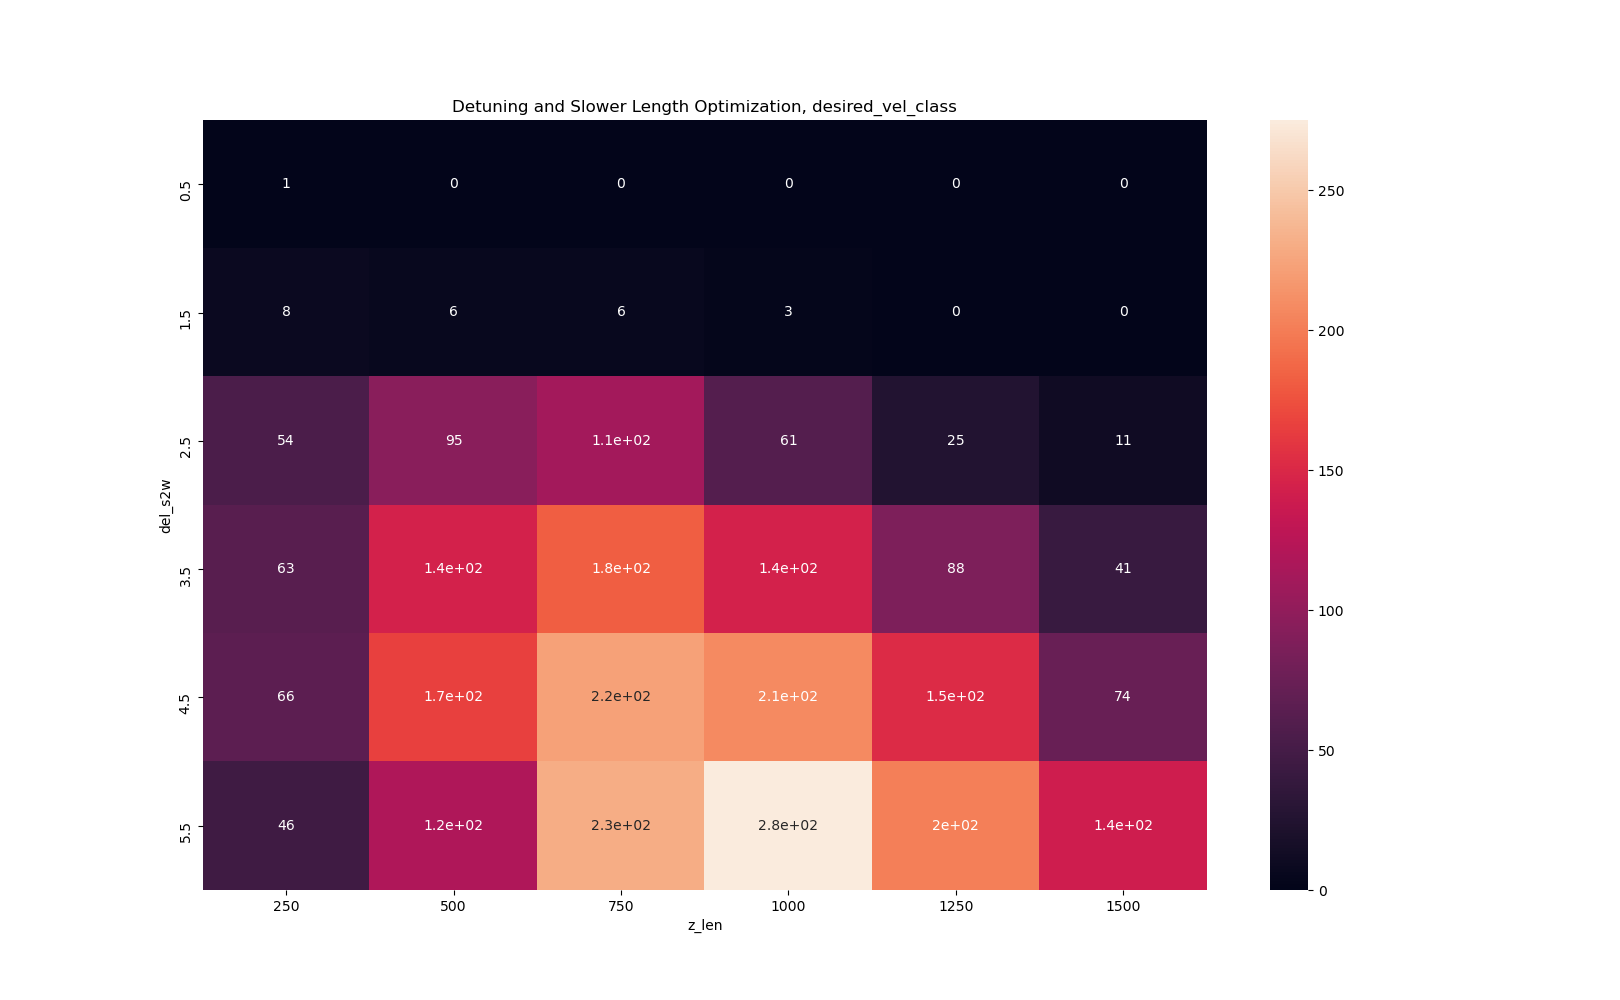 Detuning and Slower Length Optimization, desired_vel_class
0.5 1 0 0 0 0 0
1.5 8 6 6 3 0 0
2.5 54 95 1.1e+02 61 25 11
3.5 63 1.4e+02 1.8e+02 1.4e+02 88 41
4.5 66 1.7e+02 2.2e+02 2.1e+02 1.5e+02 74
5.5 46 1.2e+02 2.3e+02 2.8e+02 2e+02 1.4e+02
250 500 750 1000 1250 1500
z_len
del_s2w
250
200
150
100
50
0